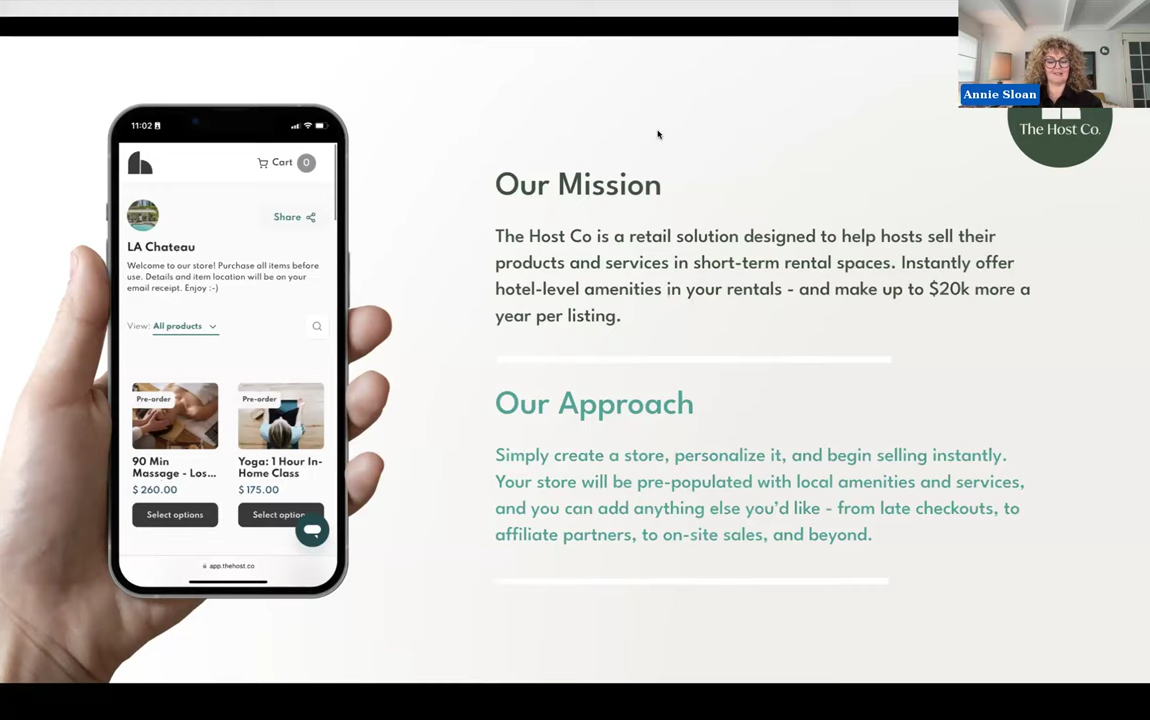 Annie Sloan
The Host Co.
11:02
Cart 0
Share
LA Chateau
Welcome to our store! Purchase all items before
use. Details and item location will be on your
email receipt. Enjoy :-)
View: All products
Pre-order
Pre-order
90 Min
Massage - Los...
$ 260.00
Select options
Yoga: 1 Hour In-
Home Class
$ 175.00
Select option
app.thehost.co
Our Mission
The Host Co is a retail solution designed to help hosts sell their
products and services in short-term rental spaces. Instantly offer
hotel-level amenities in your rentals - and make up to $20k more a
year per listing.
Our Approach
Simply create a store, personalize it, and begin selling instantly.
Your store will be pre-populated with local amenities and services,
and you can add anything else you’d like - from late checkouts, to
affiliate partners, to on-site sales, and beyond.